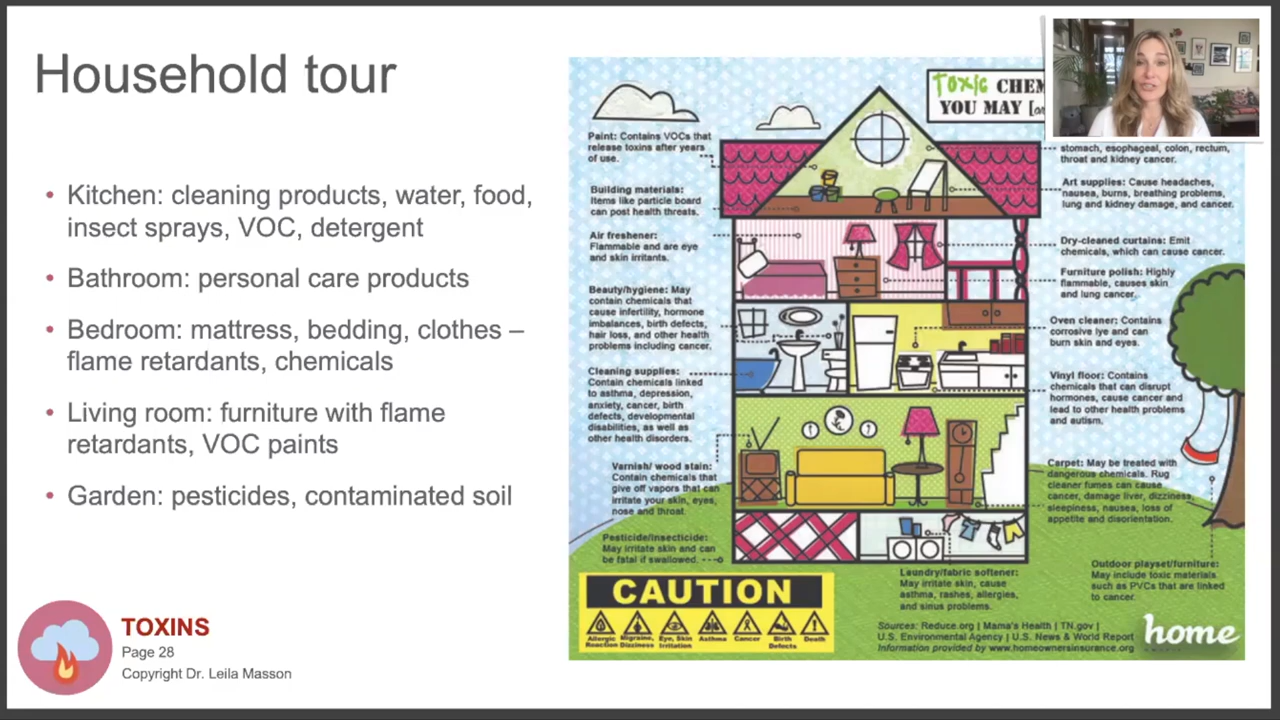 Household tour
• Kitchen: cleaning products, water, food,
insect sprays, VOC, detergent
• Bathroom: personal care products
• Bedroom: mattress, bedding, clothes –
flame retardants, chemicals
• Living room: furniture with flame
retardants, VOC paints
• Garden: pesticides, contaminated soil
TOXINS
Page 28
Copyright Dr. Leila Masson
TOXIC CHEM
YOU MAY [
Paint: Contains VOCs that
release toxins after years
of use.
Building materials:
Items like particle board
can post health threats.
Air freshener:
Flammable and are eye
and skin irritants.
Beauty/hygiene: May
contain chemicals that
cause infertility, hormone
imbalances, birth defects,
hair loss, and other health
problems including cancer.
Cleaning supplies:
Contain chemicals linked
to asthma, depression,
anxiety, cancer, birth
defects, developmental
disabilities, as well as
other health disorders.
Varnish/ wood stain:
Contain chemicals that
give off vapors that can
irritate your skin, eyes,
nose and throat.
Pesticide/Insecticide:
May irritate skin and can
be fatal if swallowed.
stomach, esophageal, colon, rectum,
throat and kidney cancer.
Art supplies: Cause headaches,
nausea, burns, breathing problems,
lung and kidney damage, and cancer.
Dry-cleaned curtains: Emit
chemicals, which can cause cancer.
Furniture polish: Highly
flammable, causes skin
and lung cancer.
Oven cleaner: Contains
corrosive lye and can
burn skin and eyes.
Vinyl floor: Contains
chemicals that can disrupt
hormones, cause cancer and
lead to other health problems
and autism.
Carpet: May be treated with
dangerous chemicals. Rug
cleaner fumes can cause
cancer, damage liver, dizziness,
sleepiness, nausea, loss of
appetite and disorientation.
Outdoor playset/furniture:
May include toxic materials
such as PVCs that are linked
to cancer.
Laundry/fabric softener:
May irritate skin, cause
asthma, rashes, allergies,
and sinus problems.
CAUTION
Allergic Reaction
Migraine, Dizziness
Eye, Skin Irritation
Asthma
Cancer
Birth Defects
Death
Sources: Reduce.org | Mama's Health | TN.gov |
U.S. Environmental Agency | U.S. News & World Report
Information provided by www.homeownersinsurance.org
home